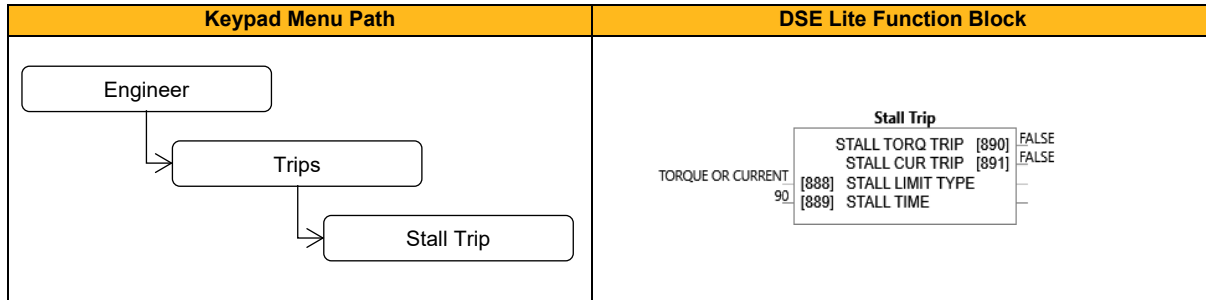 Keypad Menu Path
DSE Lite Function Block
Engineer
Trips
Stall Trip
Stall Trip
STALL TORQ TRIP [890] FALSE
STALL CUR TRIP [891] FALSE
TORQUE OR CURRENT [888] STALL LIMIT TYPE
90 [889] STALL TIME